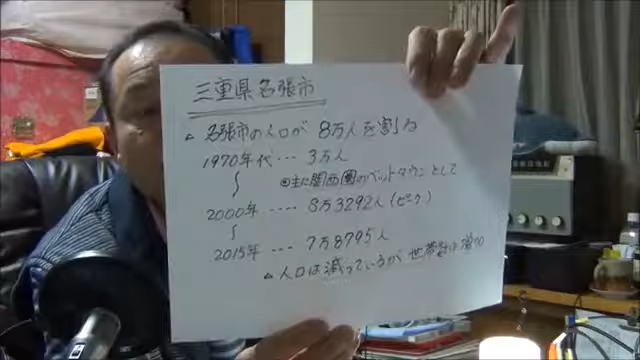 三重県名張市
▵ 名張市の人口が 8万人を割る
1970年代 … 3万人
〜
◎主に関西圏のベットタウンとして
2000年 ‥‥ 8万3292人 (ピーク)
〜
2015年 … 7万8795人
▵ 人口は減っているが 世帯数は増加